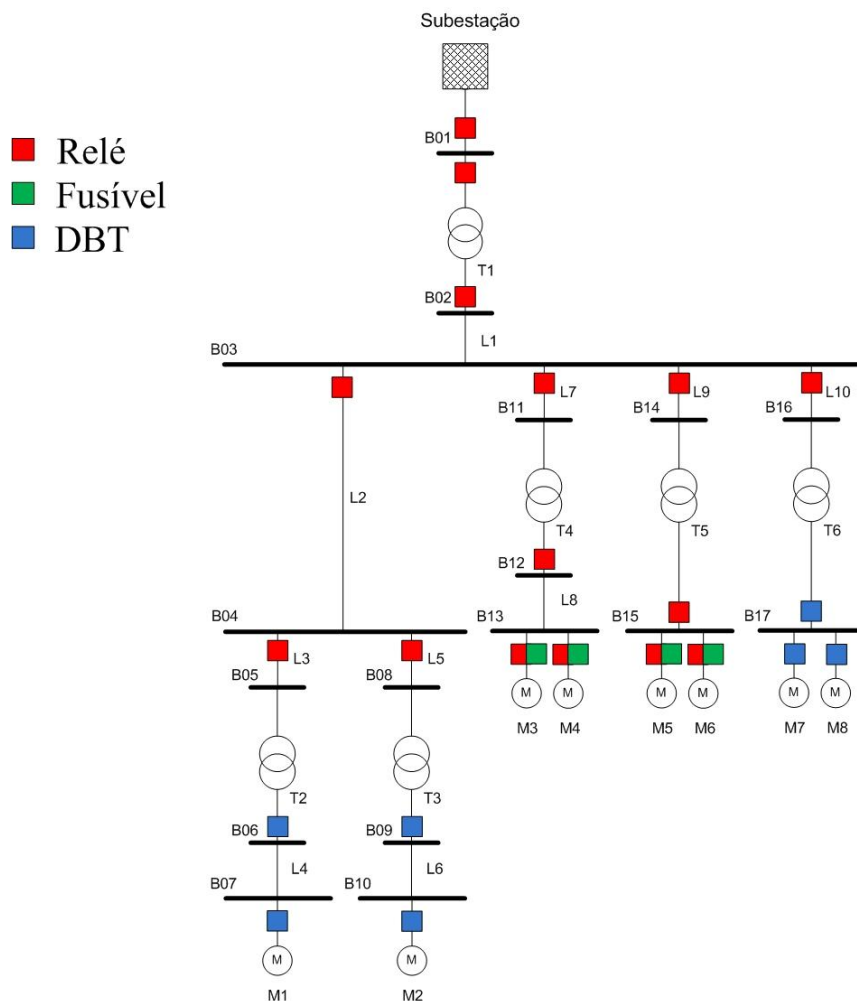 Subestação
Relé
Fusível
DBT
B01
T1
B02
L1
B03
L7
L9
L10
B11
B14
B16
L2
T4
T5
T6
B12
L8
B04
B13
B15
B17
L3
L5
B05
B08
M
M
M
M
M
M
M3
M4
M5
M6
M7
M8
T2
T3
B06
B09
L4
L6
B07
B10
M
M
M1
M2